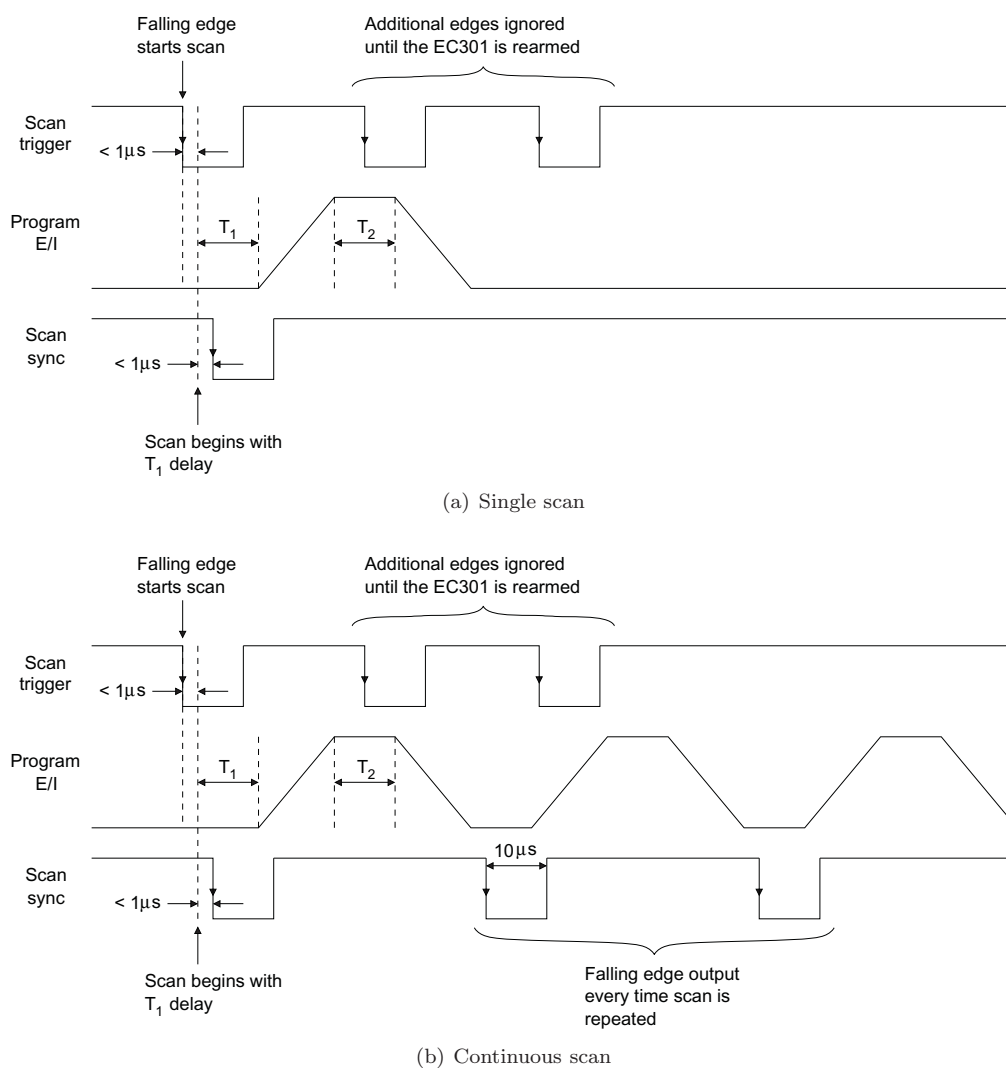 Falling edge
starts scan
Additional edges ignored
until the EC301 is rearmed
Scan
trigger
< 1μs
Program
E/I
T1
T2
Scan
sync
< 1μs
Scan begins with
T1 delay
(a) Single scan
Falling edge
starts scan
Additional edges ignored
until the EC301 is rearmed
Scan
trigger
< 1μs
Program
E/I
T1
T2
Scan
sync
10μs
< 1μs
Scan begins with
T1 delay
Falling edge output
every time scan is
repeated
(b) Continuous scan